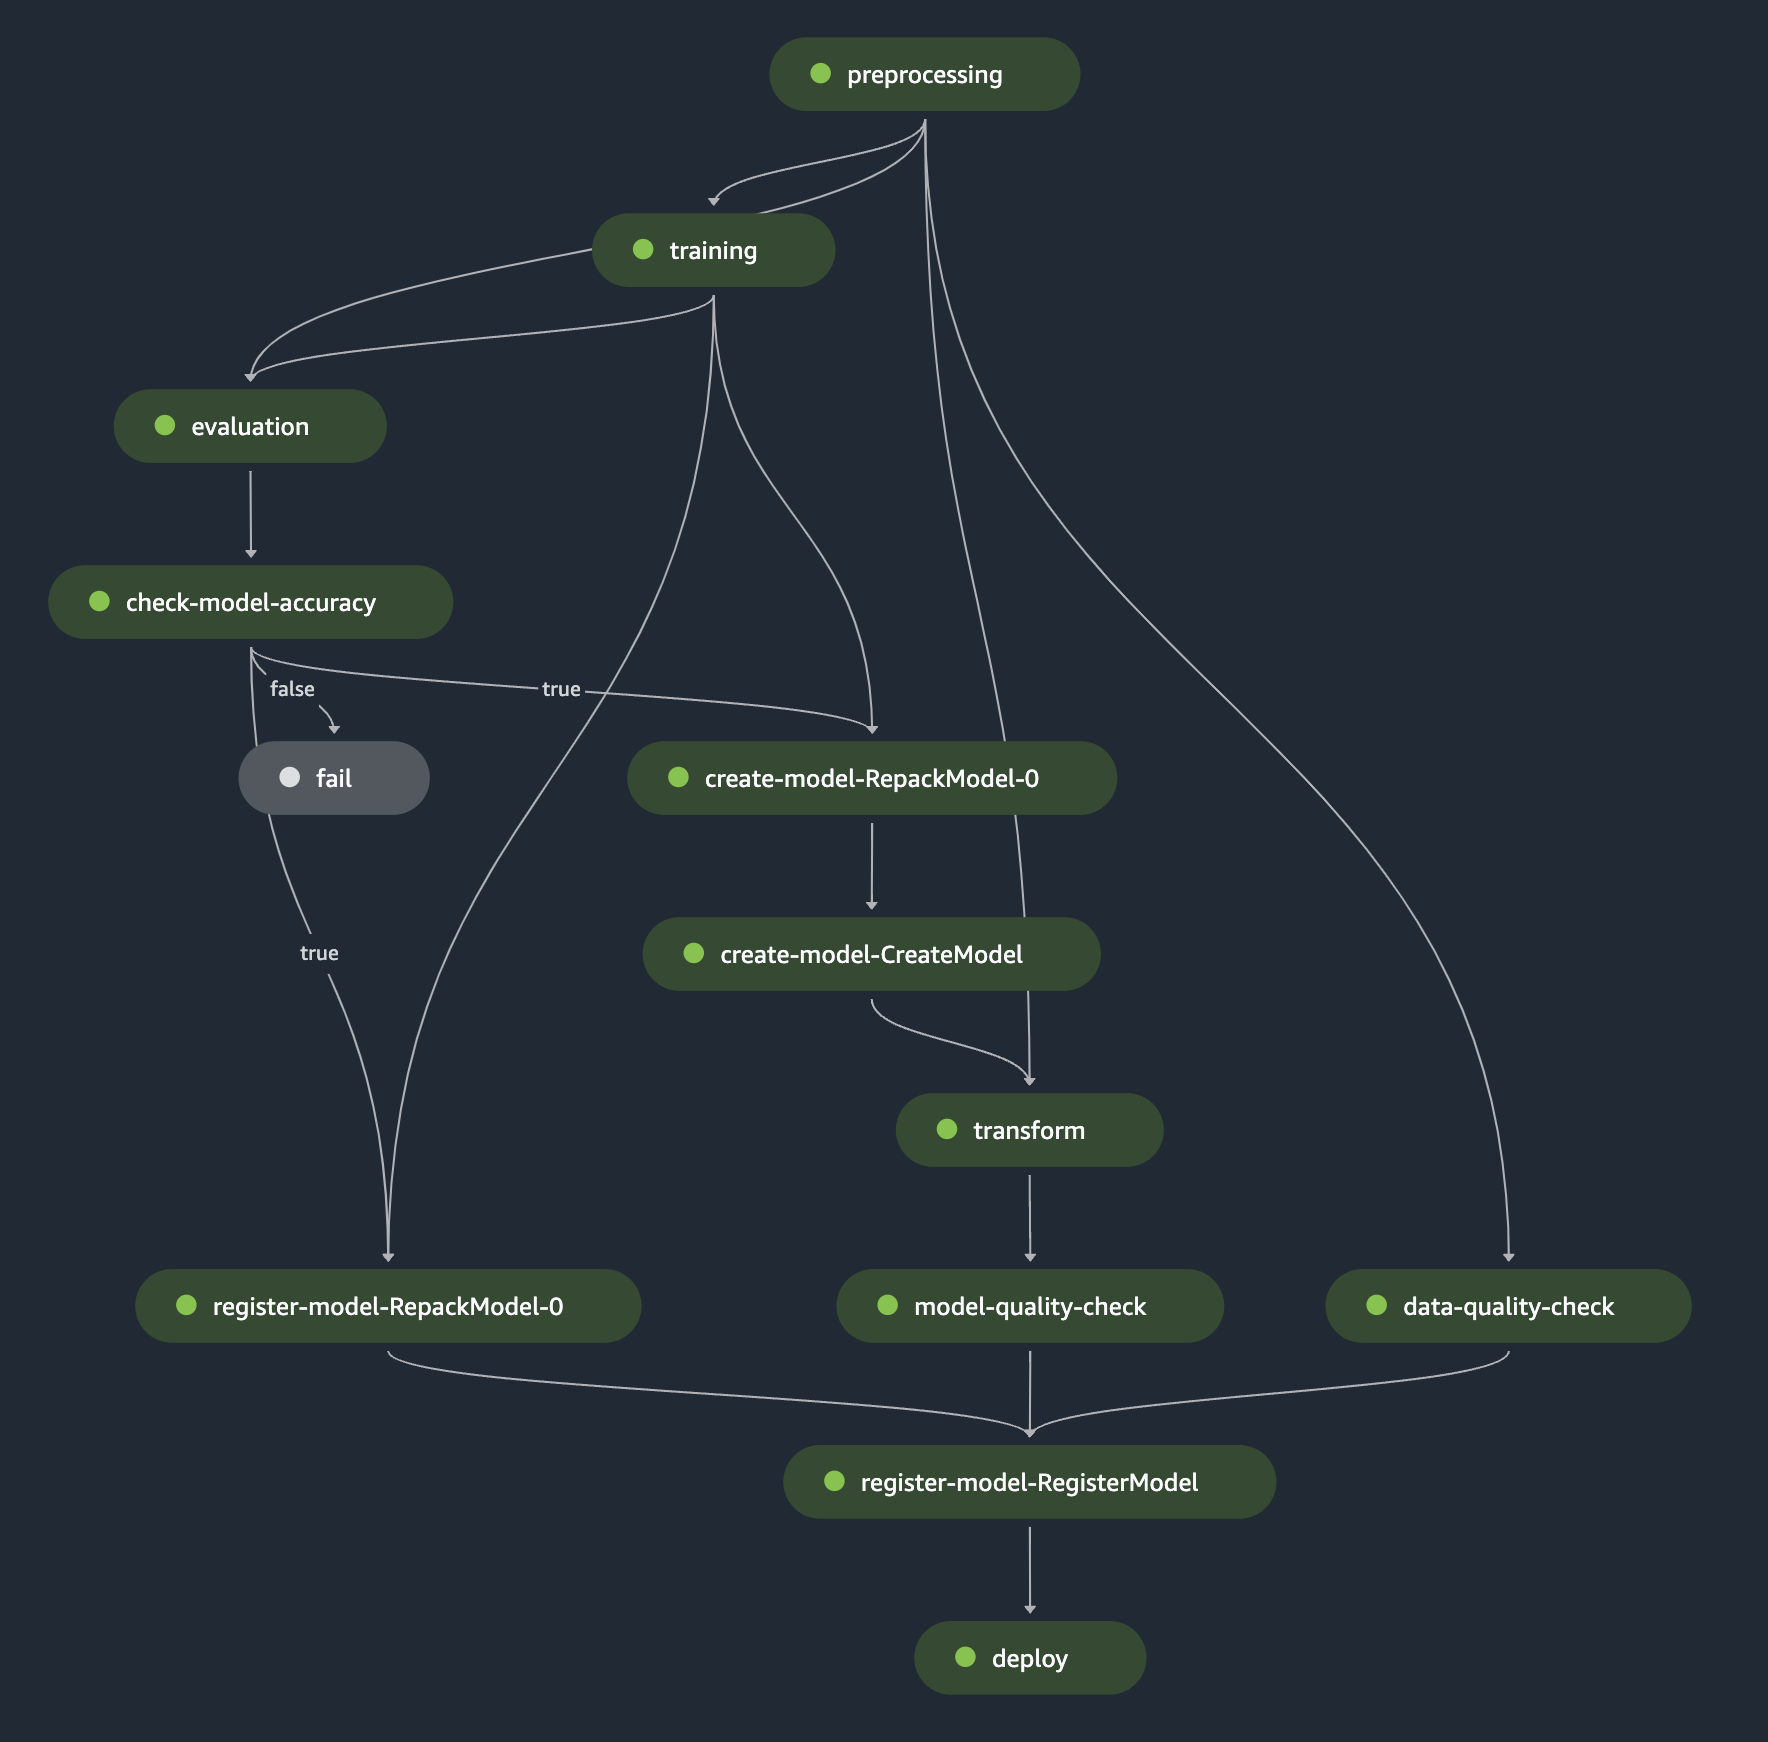 preprocessing
training
evaluation
check-model-accuracy
false
true
fail
create-model-RepackModel-0
true
create-model-CreateModel
transform
register-model-RepackModel-0
model-quality-check
data-quality-check
register-model-RegisterModel
deploy